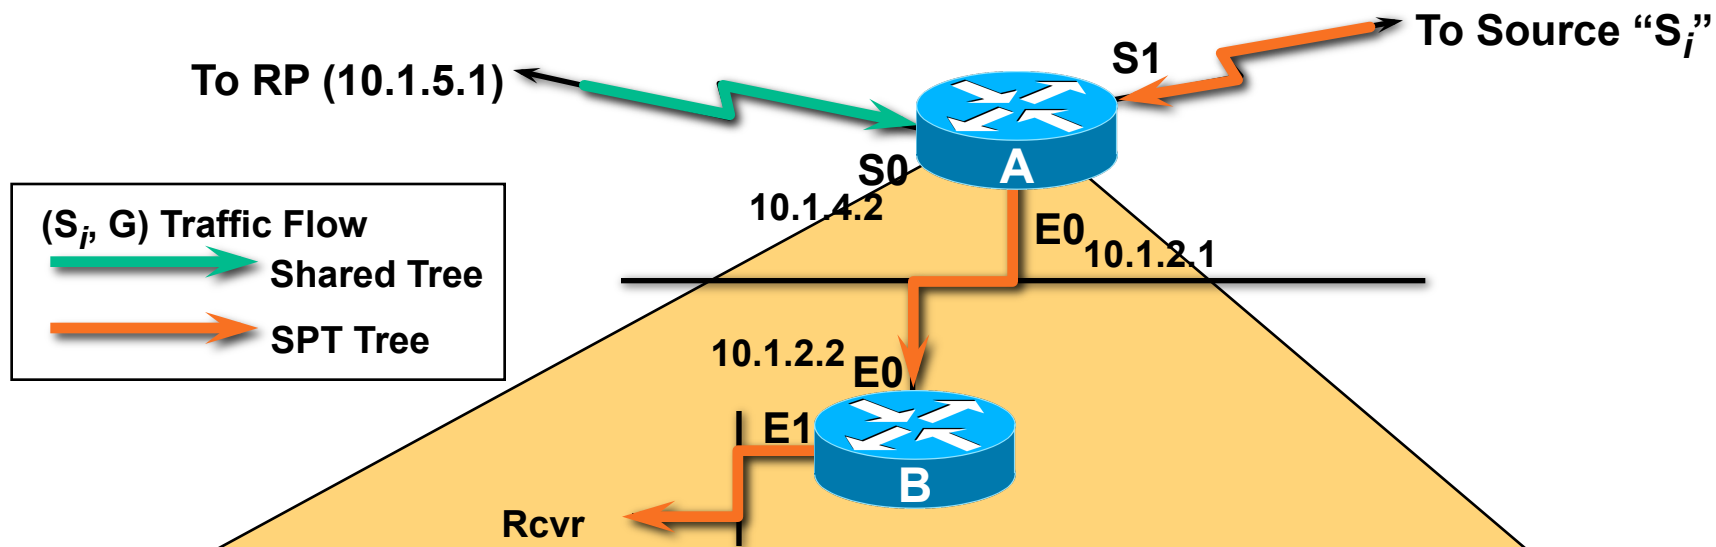 To Source “Si”
S1
To RP (10.1.5.1)
A
S0
10.1.4.2
(Si, G) Traffic Flow
E0
10.1.2.1
Shared Tree
SPT Tree
10.1.2.2
E0
E1
B
Rcvr